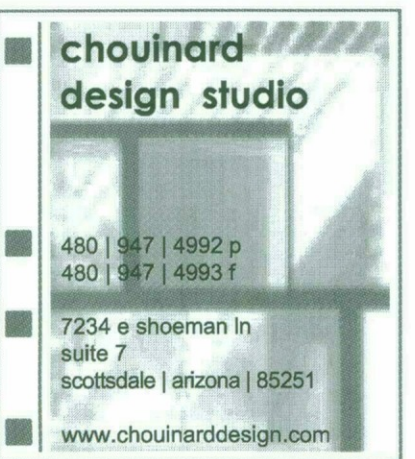 chouinard
design studio
480 | 947 | 4992 p
480 | 947 | 4993 f
7234 e shoeman ln
suite 7
scottsdale | arizona | 85251
www.chouinarddesign.com